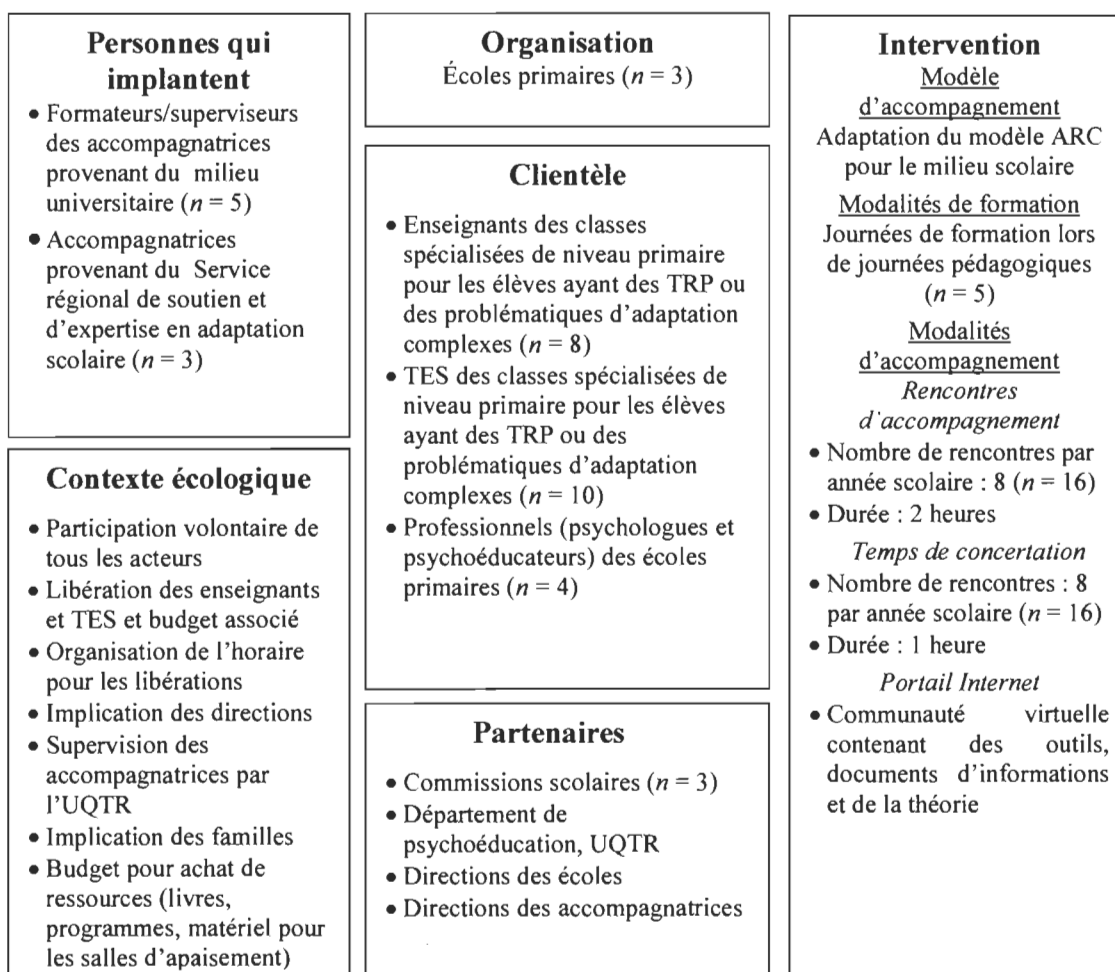 Personnes qui
implantent
• Formateurs/superviseurs
des accompagnatrices
provenant du milieu
universitaire (n = 5)
• Accompagnatrices
provenant du Service
régional de soutien et
d'expertise en adaptation
scolaire (n = 3)
Contexte écologique
• Participation volontaire de
tous les acteurs
• Libération des enseignants
et TES et budget associé
• Organisation de l'horaire
pour les libérations
• Implication des directions
• Supervision des
accompagnatrices par
l'UQTR
• Implication des familles
• Budget pour achat de
ressources (livres,
programmes, matériel pour
les salles d'apaisement)
Organisation
Écoles primaires (n = 3)
Clientèle
• Enseignants des classes
spécialisées de niveau primaire
pour les élèves ayant des TRP ou
des problématiques d'adaptation
complexes (n = 8)
• TES des classes spécialisées de
niveau primaire pour les élèves
ayant des TRP ou des
problématiques d'adaptation
complexes (n = 10)
• Professionnels (psychologues et
psychoéducateurs) des écoles
primaires (n = 4)
Partenaires
• Commissions scolaires (n = 3)
• Département de
psychoéducation, UQTR
• Directions des écoles
• Directions des accompagnatrices
Intervention
Modèle
d'accompagnement
Adaptation du modèle ARC
pour le milieu scolaire
Modalités de formation
Journées de formation lors
de journées pédagogiques
(n = 5)
Modalités
d'accompagnement
Rencontres
d'accompagnement
• Nombre de rencontres par
année scolaire : 8 (n = 16)
• Durée : 2 heures
Temps de concertation
• Nombre de rencontres : 8
par année scolaire (n = 16)
• Durée : 1 heure
Portail Internet
• Communauté virtuelle
contenant des outils,
documents d'informations
et de la théorie